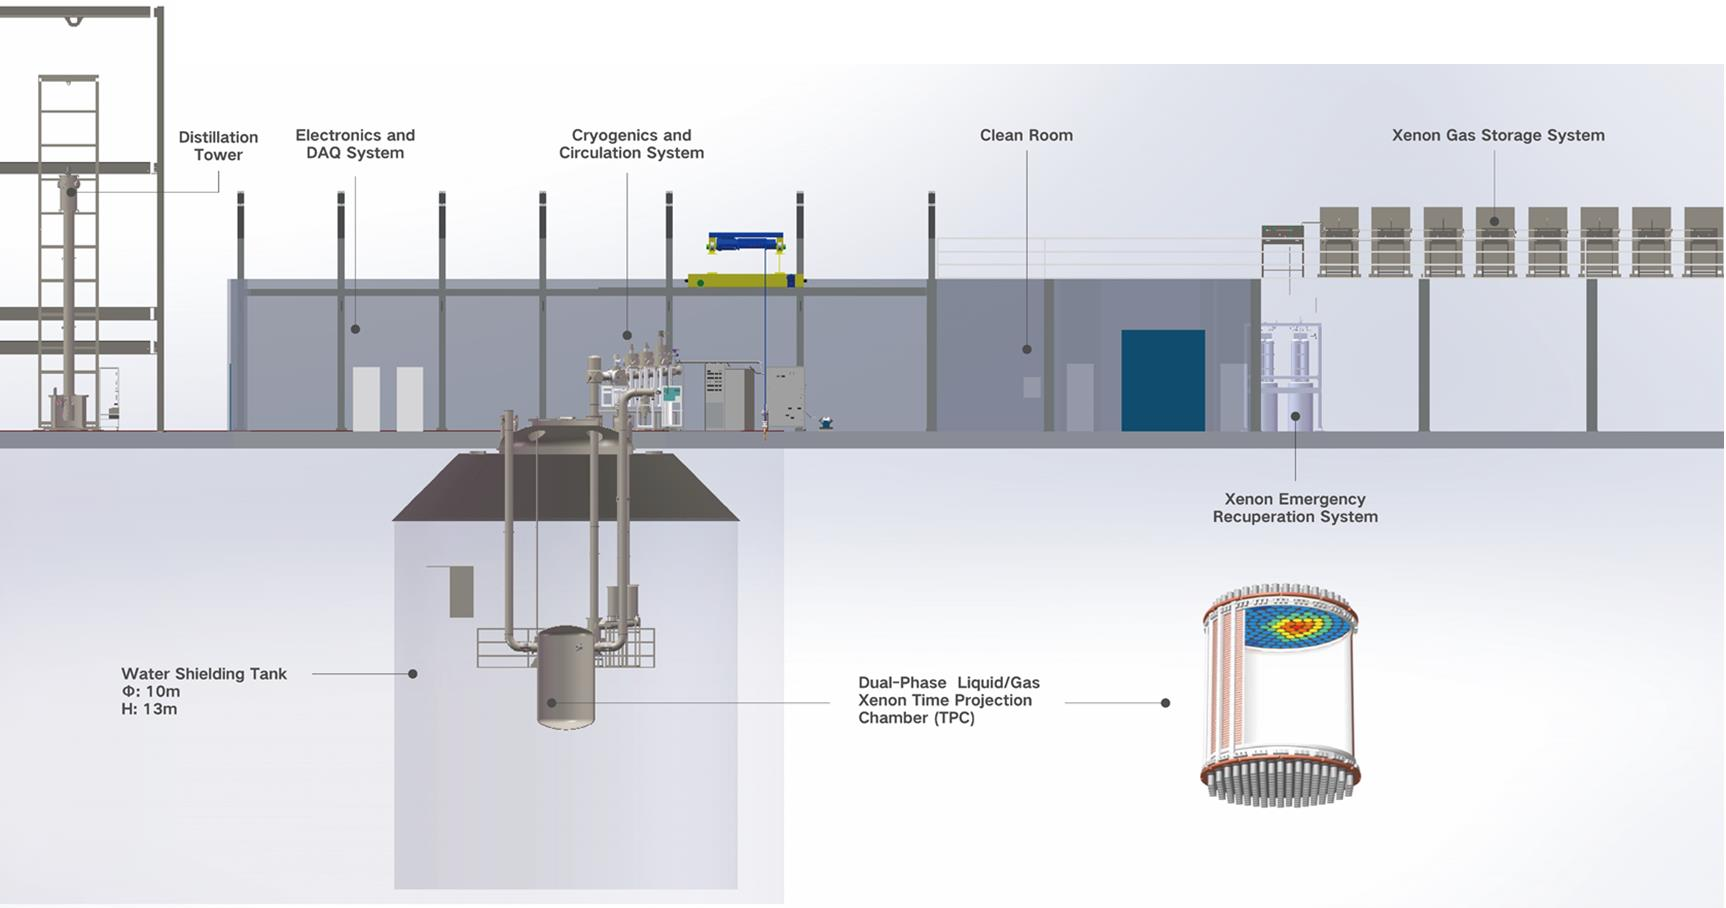 Distillation
Tower
Electronics and
DAQ System
Cryogenics and
Circulation System
Clean Room
Xenon Gas Storage System
Xenon Emergency
Recuperation System
Water Shielding Tank
Φ: 10m
H: 13m
Dual-Phase Liquid/Gas
Xenon Time Projection
Chamber (TPC)